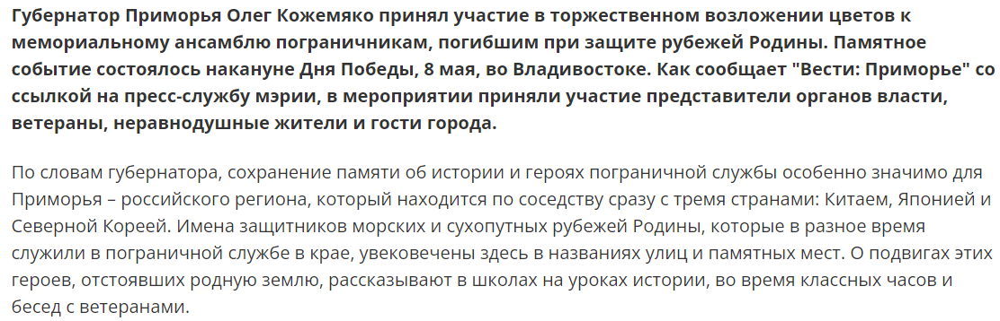 Губернатор Приморья Олег Кожемяко принял участие в торжественном возложении цветов к
мемориальному ансамблю пограничникам, погибшим при защите рубежей Родины. Памятное
событие состоялось накануне Дня Победы, 8 мая, во Владивостоке. Как сообщает "Вести: Приморье" со
ссылкой на пресс-службу мэрии, в мероприятии приняли участие представители органов власти,
ветераны, неравнодушные жители и гости города.
По словам губернатора, сохранение памяти об истории и героях пограничной службы особенно значимо для
Приморья – российского региона, который находится по соседству сразу с тремя странами: Китаем, Японией и
Северной Кореей. Имена защитников морских и сухопутных рубежей Родины, которые в разное время
служили в пограничной службе в крае, увековечены здесь в названиях улиц и памятных мест. О подвигах этих
героев, отстоявших родную землю, рассказывают в школах на уроках истории, во время классных часов и
бесед с ветеранами.